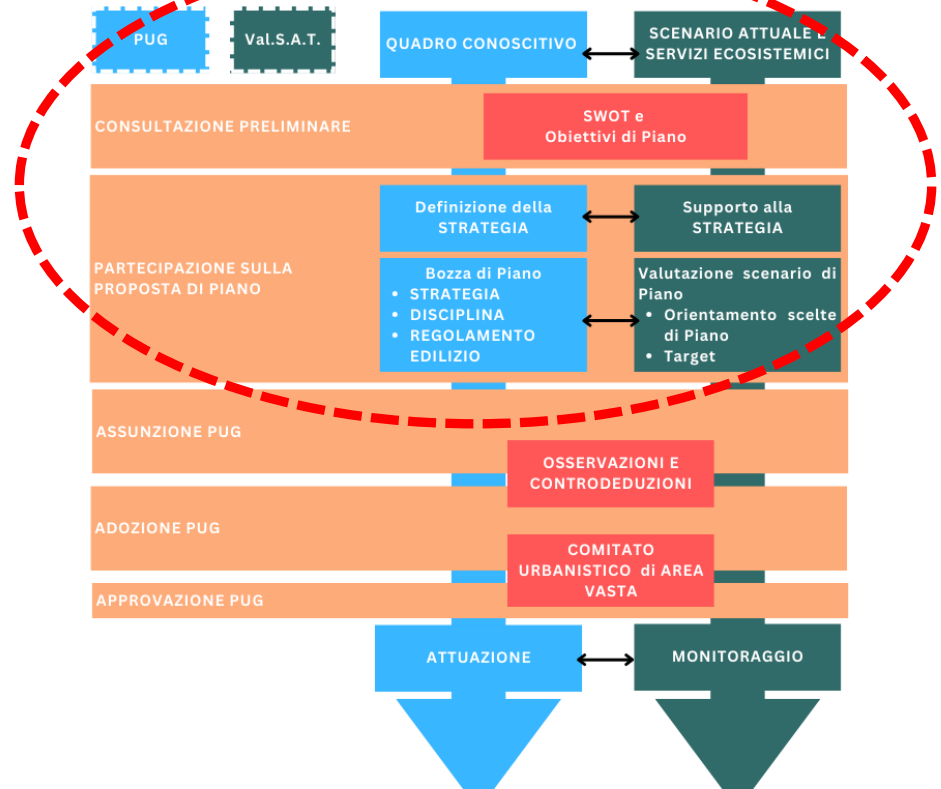 PUG
Val.S.A.T.
QUADRO CONOSCITIVO
SCENARIO ATTUALE E
SERVIZI ECOSISTEMICI
CONSULTAZIONE PRELIMINARE
SWOT e
Obiettivi di Piano
PARTECIPAZIONE SULLA
PROPOSTA DI PIANO
Definizione della
STRATEGIA
Supporto alla
STRATEGIA
Bozza di Piano
• STRATEGIA
• DISCIPLINA
• REGOLAMENTO
EDILIZIO
Valutazione scenario di
Piano
• Orientamento scelte
di Piano
• Target
ASSUNZIONE PUG
OSSERVAZIONI E
CONTRODEDUZIONI
ADOZIONE PUG
COMITATO
URBANISTICO di AREA
VASTA
APPROVAZIONE PUG
ATTUAZIONE
MONITORAGGIO